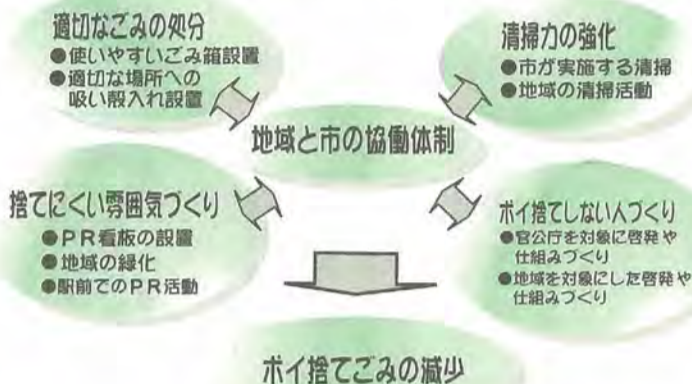 適切なごみの処分
●使いやすいごみ箱設置
●適切な場所への
吸い殻入れ設置
清掃力の強化
●市が実施する清掃
●地域の清掃活動
地域と市の協働体制
捨てにくい雰囲気づくり
●PR看板の設置
●地域の緑化
●駅前でのPR活動
ポイ捨てしない人づくり
●官公庁を対象に啓発や
仕組みづくり
●地域を対象にした啓発や
仕組みづくり
ポイ捨てごみの減少